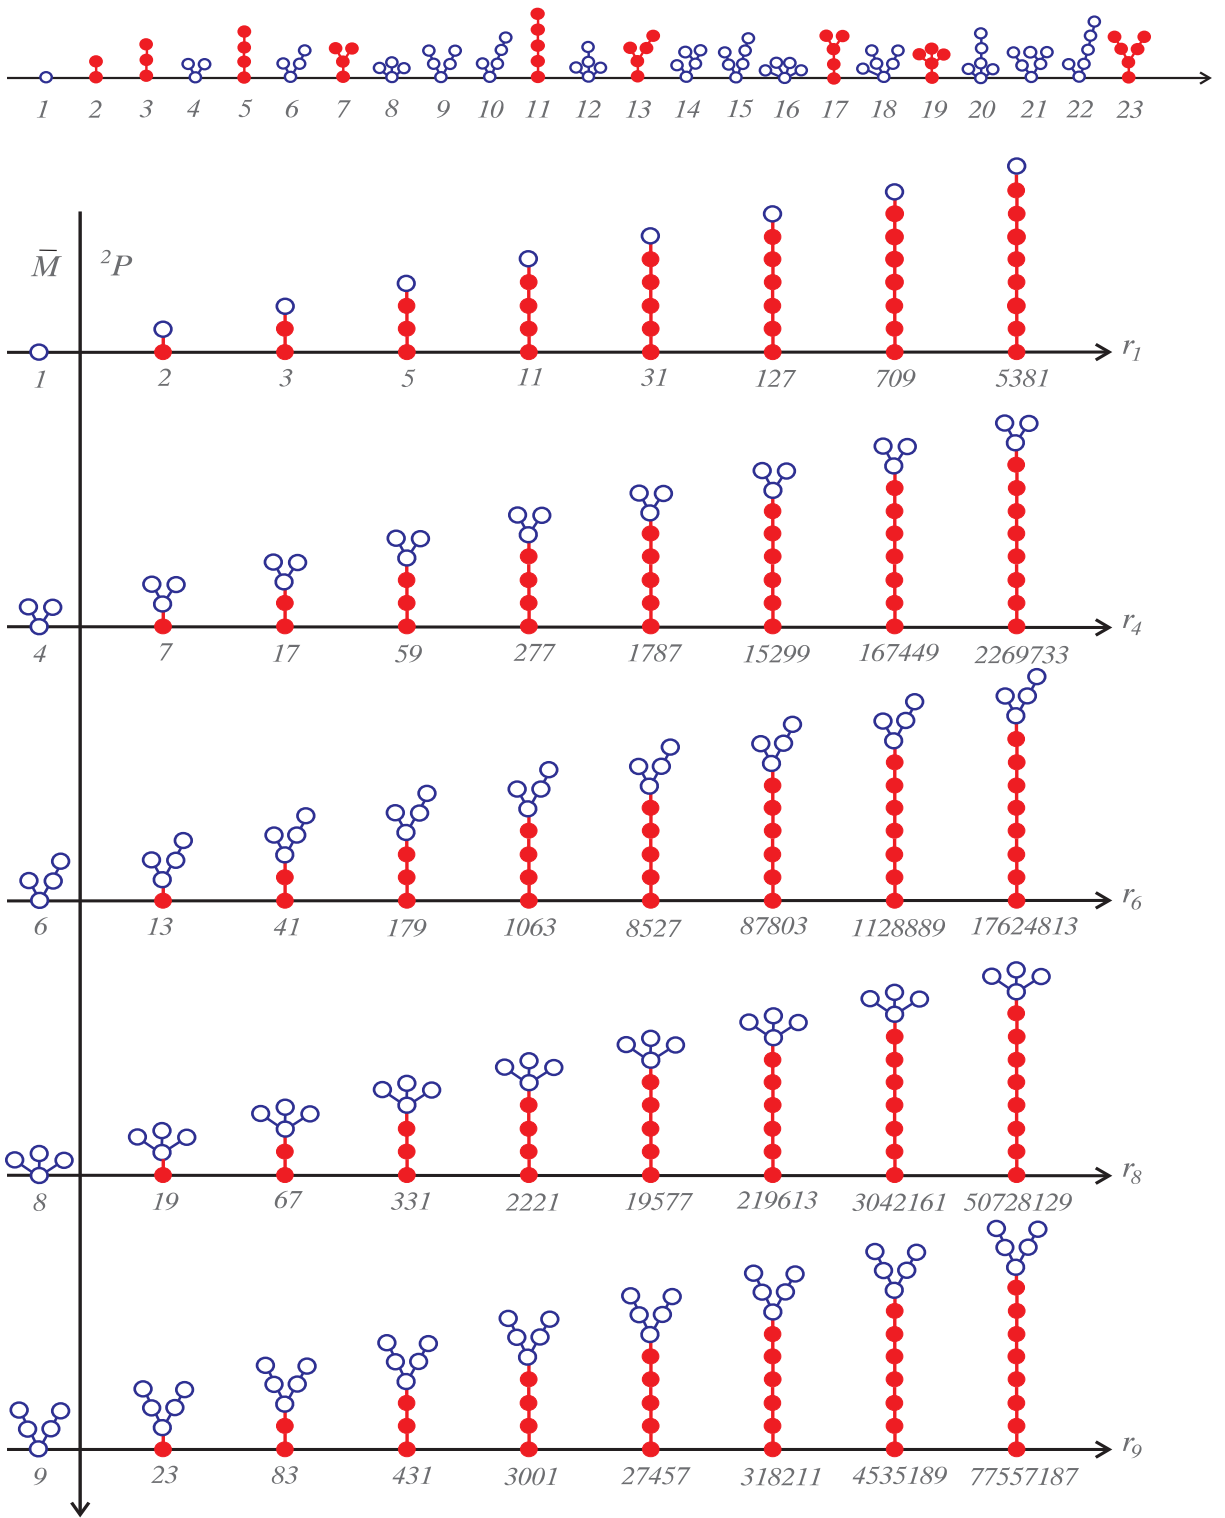 1 2 3 4 5 6 7 8 9 10 11 12 13 14 15 16 17 18 19 20 21 22 23
M̅ ²P
r₁
1 2 3 5 11 31 127 709 5381
r₄
4 7 17 59 277 1787 15299 167449 2269733
r₆
6 13 41 179 1063 8527 87803 1128889 17624813
r₈
8 19 67 331 2221 19577 219613 3042161 50728129
r₉
9 23 83 431 3001 27457 318211 4535189 77557187